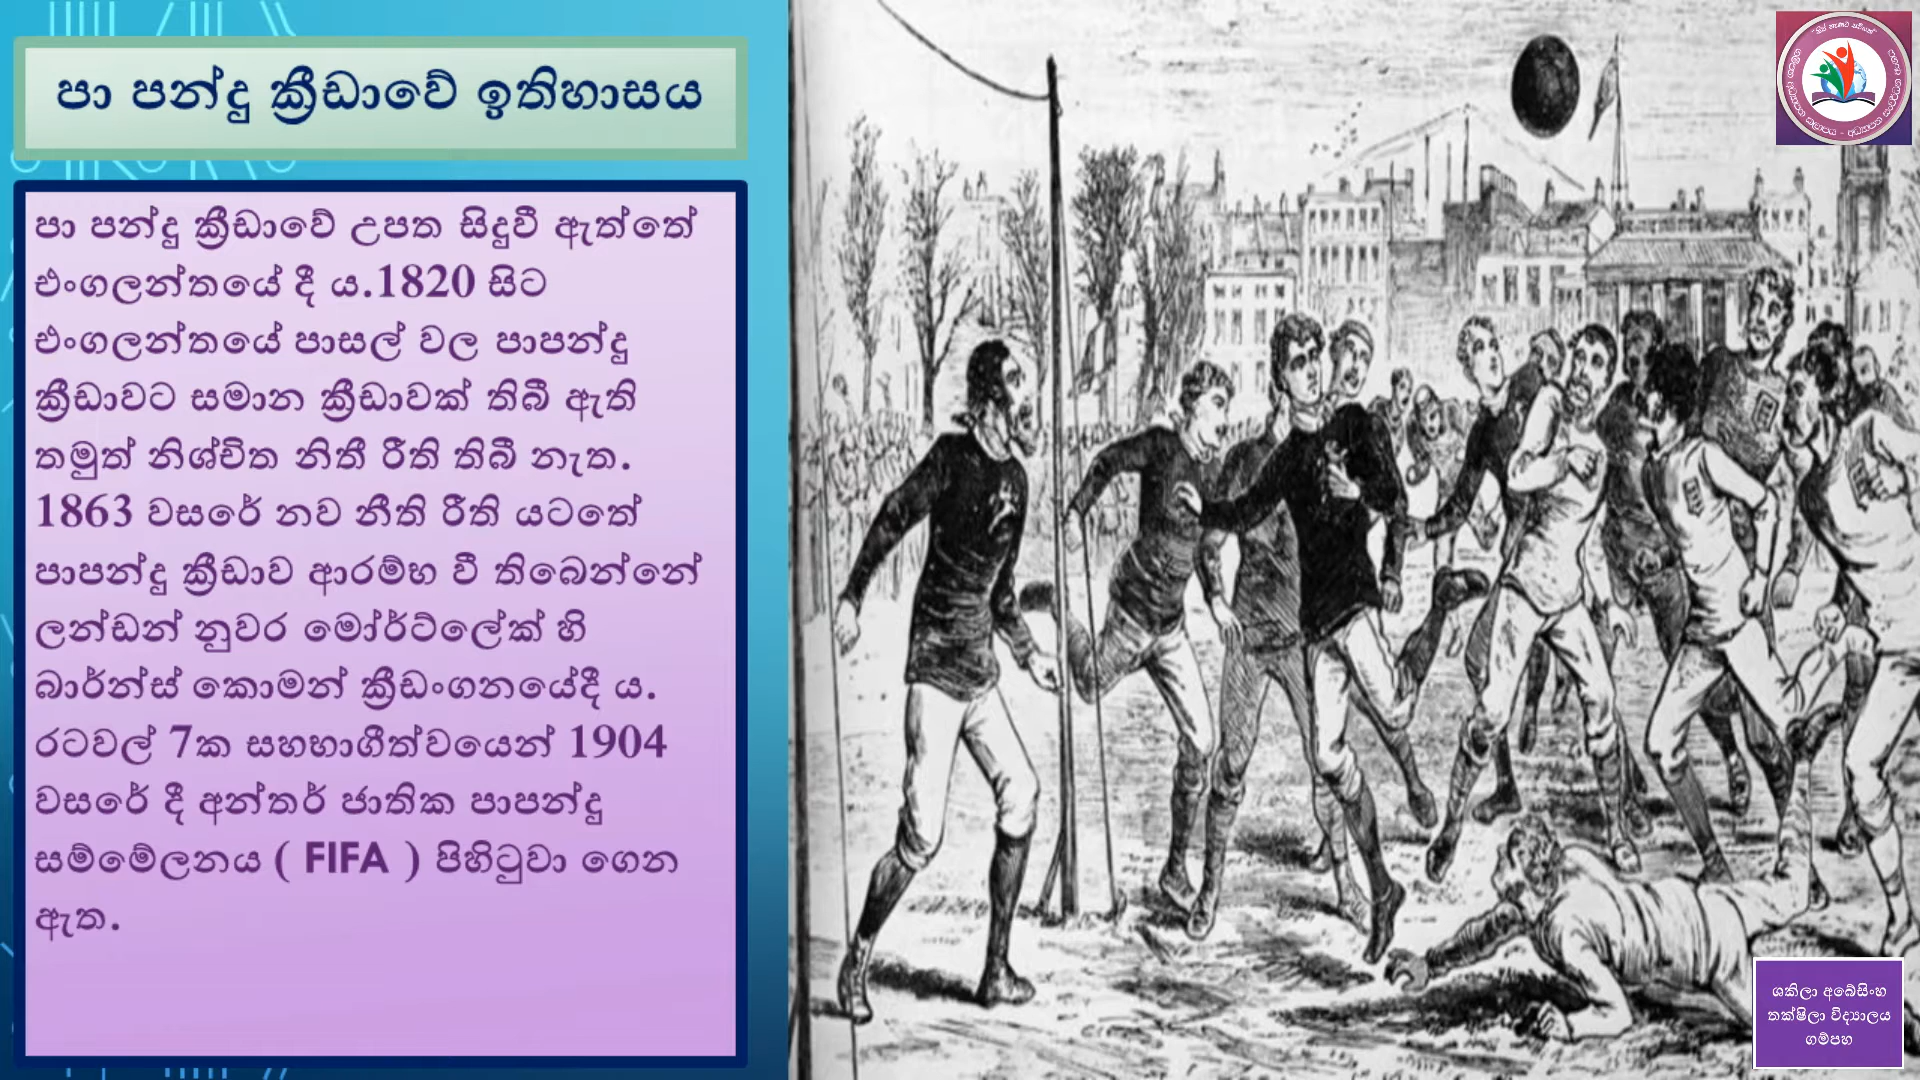 පා පන්දු ක්‍රීඩාවේ ඉතිහාසය
පා පන්දු ක්‍රීඩාවේ උපත සිදුවී ඇත්තේ
එංගලන්තයේ දී ය.1820 සිට
එංගලන්තයේ පාසල් වල පාපන්දු
ක්‍රීඩාවට සමාන ක්‍රීඩාවක් තිබී ඇති
තමුත් නිශ්චිත නිතී රීති තිබී නැත.
1863 වසරේ නව නීති රීති යටතේ
පාපන්දු ක්‍රීඩාව ආරම්භ වී තිබෙන්නේ
ලන්ඩන් නුවර මෝර්ට්ලේක් හි
බාර්න්ස් කොමන් ක්‍රීඩංගනයේදී ය.
රටවල් 7ක සහභාගීත්වයෙන් 1904
වසරේ දී අන්තර් ජාතික පාපන්දු
සම්මේලනය ( FIFA ) පිහිටුවා ගෙන
ඇත.
ශකිලා අබේසිංහ
තක්ෂිලා විද්‍යාලය
ගම්පහ